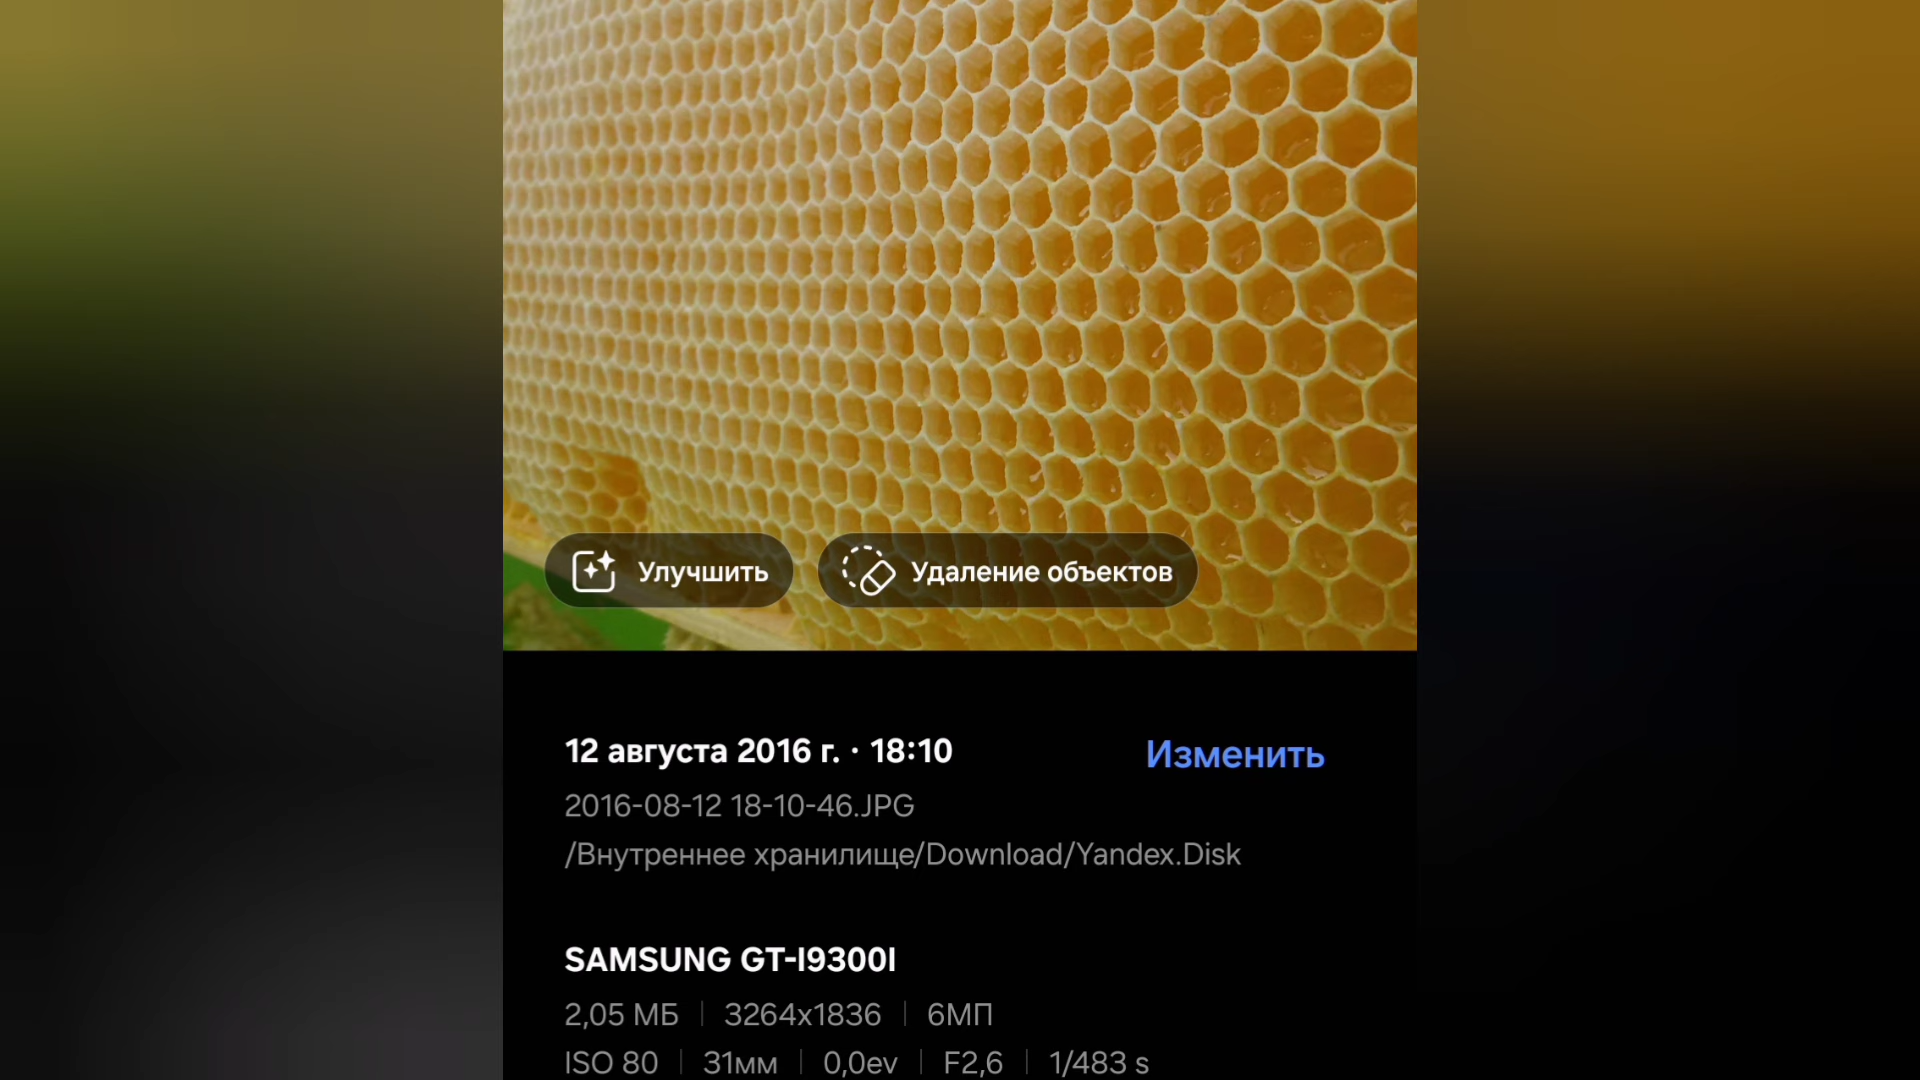 Улучшить
Удаление объектов
12 августа 2016 г. · 18:10
Изменить
2016-08-12 18-10-46.JPG
/Внутреннее хранилище/Download/Yandex.Disk
SAMSUNG GT-I9300I
2,05 МБ | 3264x1836 | 6МП
ISO 80 | 31мм | 0,0ev | F2,6 | 1/483 s